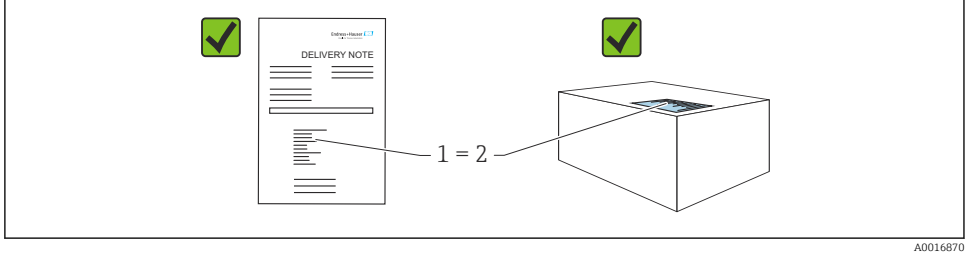 Endress+Hauser
DELIVERY NOTE
1 = 2
A0016870